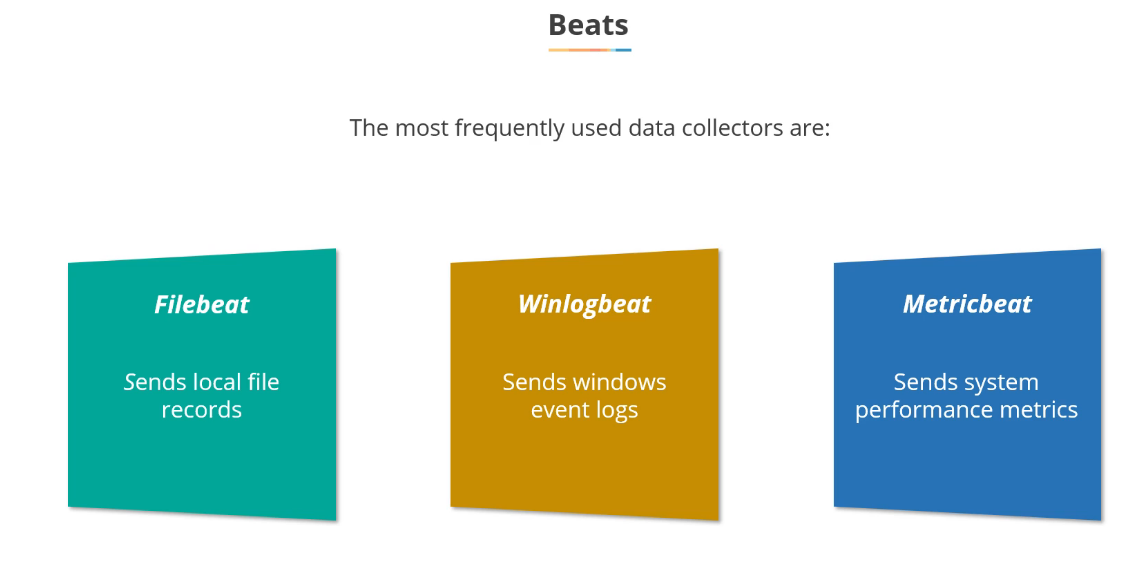 Beats
The most frequently used data collectors are:
Filebeat
Sends local file
records
Winlogbeat
Sends windows
event logs
Metricbeat
Sends system
performance metrics